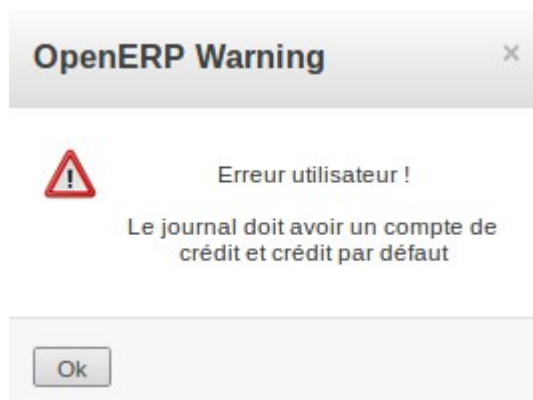 OpenERP Warning
×
Erreur utilisateur !
Le journal doit avoir un compte de
crédit et crédit par défaut
Ok